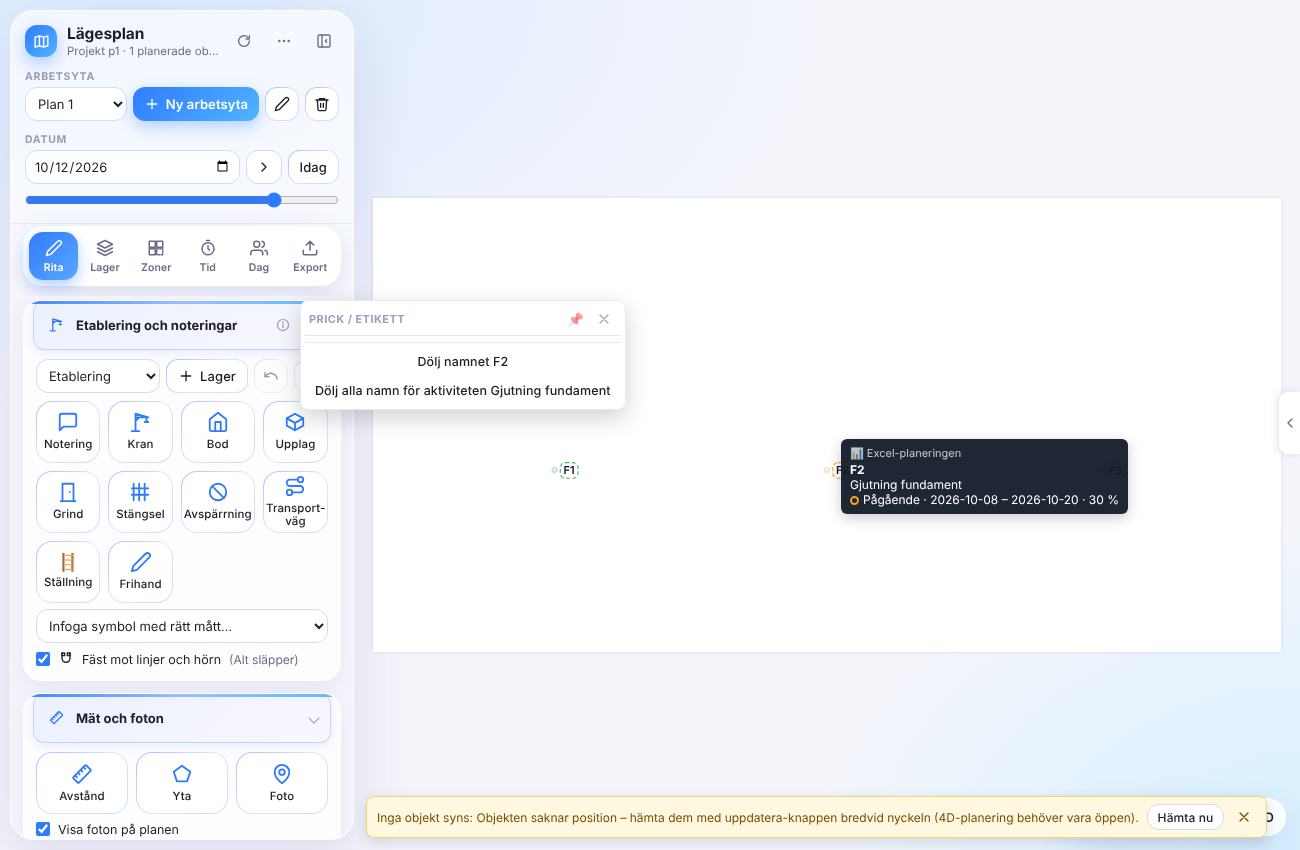 Lägesplan
Projekt p1 · 1 planerade ob...
ARBETSYTA
Plan 1
Ny arbetsyta
DATUM
10/12/2026
Idag
Rita
Lager
Zoner
Tid
Dag
Export
Etablering och noteringar
Etablering
Lager
Notering
Kran
Bod
Upplag
Grind
Stängsel
Avspärrning
Transport-
väg
Ställning
Frihand
Infoga symbol med rätt mått...
Fäst mot linjer och hörn (Alt släpper)
Mät och foton
Avstånd
Yta
Foto
Visa foton på planen
PRICK / ETIKETT
Dölj namnet F2
Dölj alla namn för aktiviteten Gjutning fundament
F1
F3
Excel-planeringen
F2
Gjutning fundament
Pågående · 2026-10-08 – 2026-10-20 · 30 %
Inga objekt syns: Objekten saknar position – hämta dem med uppdatera-knappen bredvid nyckeln (4D-planering behöver vara öppen).
Hämta nu